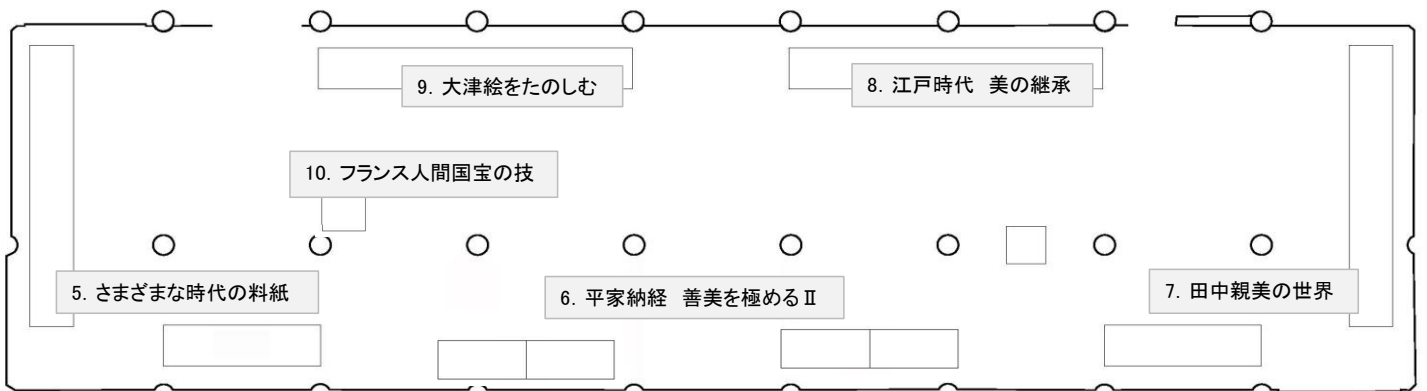 9. 大津絵をたのしむ
8. 江戸時代 美の継承
10. フランス人間国宝の技
5. さまざまな時代の料紙
6. 平家納経 善美を極めるⅡ
7. 田中親美の世界